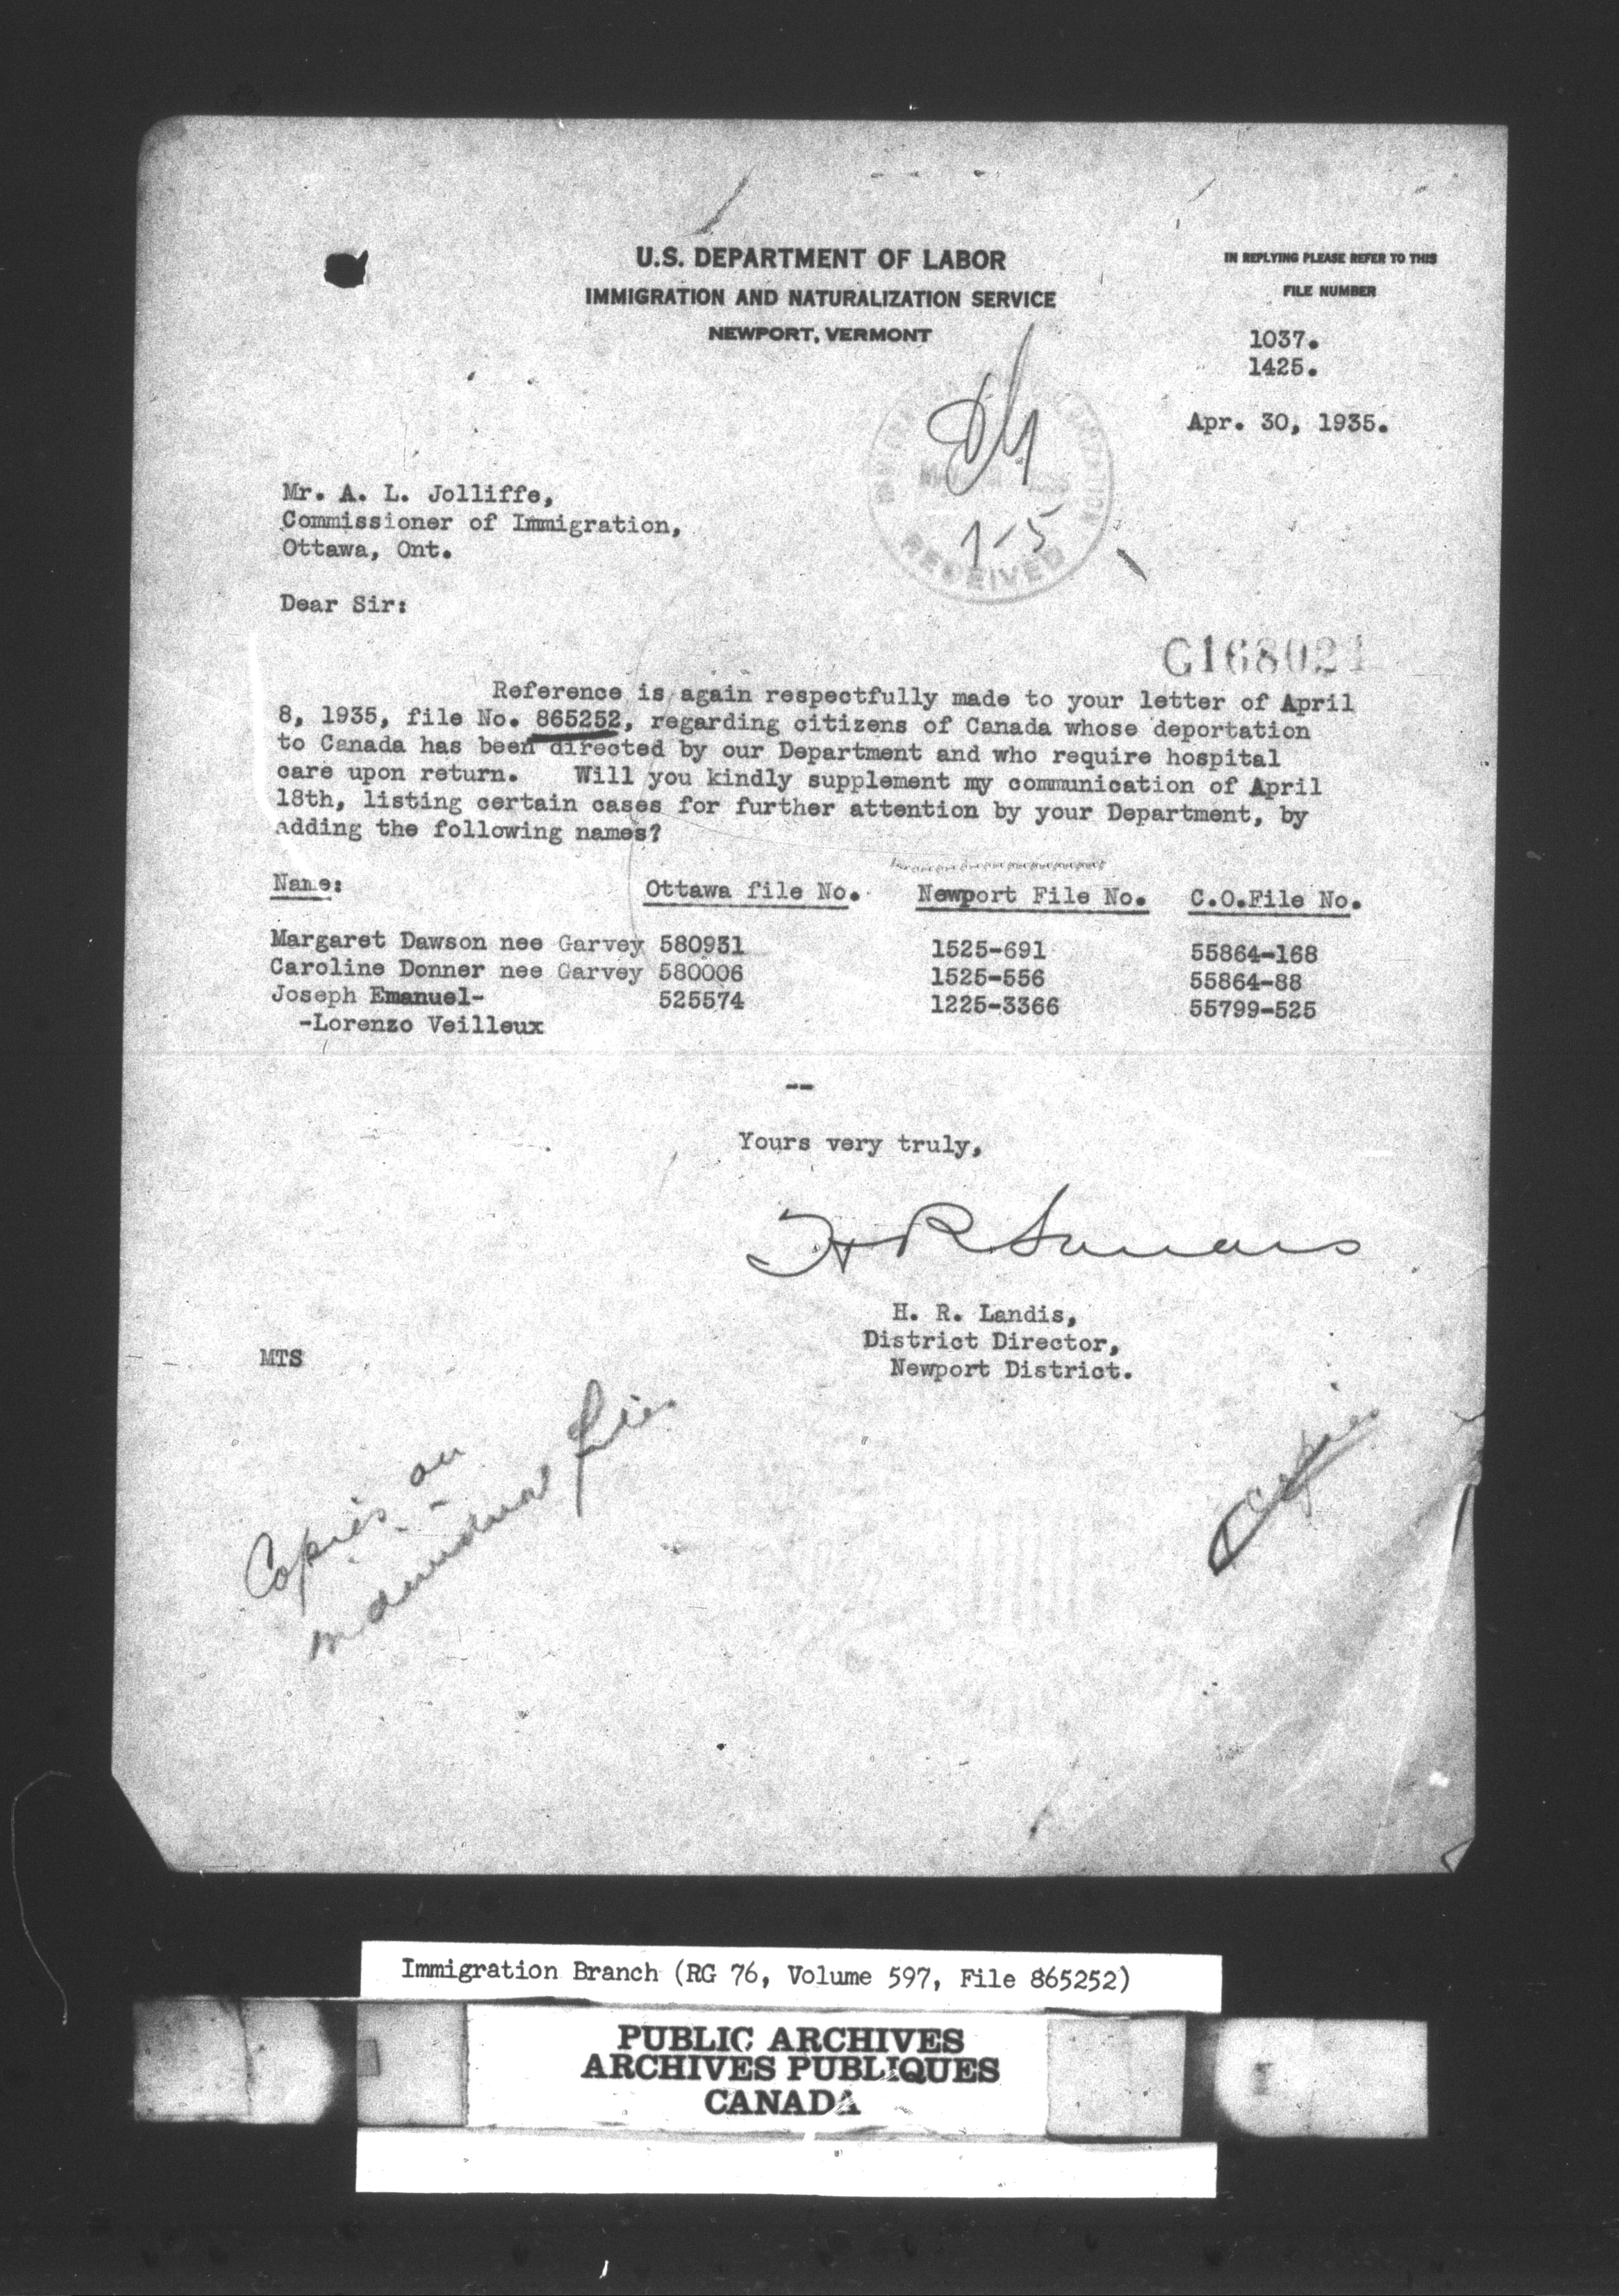 U.S. DEPARTMENT OF LABOR
IMMIGRATION AND NATURALIZATION SERVICE
NEWPORT, VERMONT
IN REPLYING PLEASE REFER TO THIS
FILE NUMBER
1037.
1425.
Apr. 30, 1935.
1-5
RECEIVED
Mr. A. L. Jolliffe,
Commissioner of Immigration,
Ottawa, Ont.
Dear Sir:
G168021
Reference is again respectfully made to your letter of April
8, 1935, file No. 865252, regarding citizens of Canada whose deportation
to Canada has been directed by our Department and who require hospital
care upon return. Will you kindly supplement my communication of April
18th, listing certain cases for further attention by your Department, by
adding the following names?
Name: Ottawa file No. Newport File No. C.O.File No.
Margaret Dawson nee Garvey 580931 1525-691 55864-168
Caroline Donner nee Garvey 580006 1525-556 55864-88
Joseph Emanuel- 525574 1225-3366 55799-525
-Lorenzo Veilleux
--
Yours very truly,
H. R. Landis,
District Director,
Newport District.
MTS
Copies on
individual files
Copies
Immigration Branch (RG 76, Volume 597, File 865252)
PUBLIC ARCHIVES
ARCHIVES PUBLIQUES
CANADA